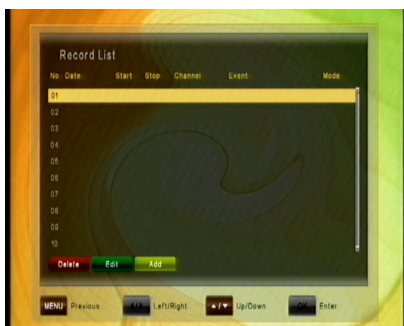 Record List
No. Date: Start Stop Channel Event Mode
01
02
03
04
05
06
07
08
09
10
Delete Edit Add
MENU Previous Left/Right ▲/▼ Up/Down OK Enter